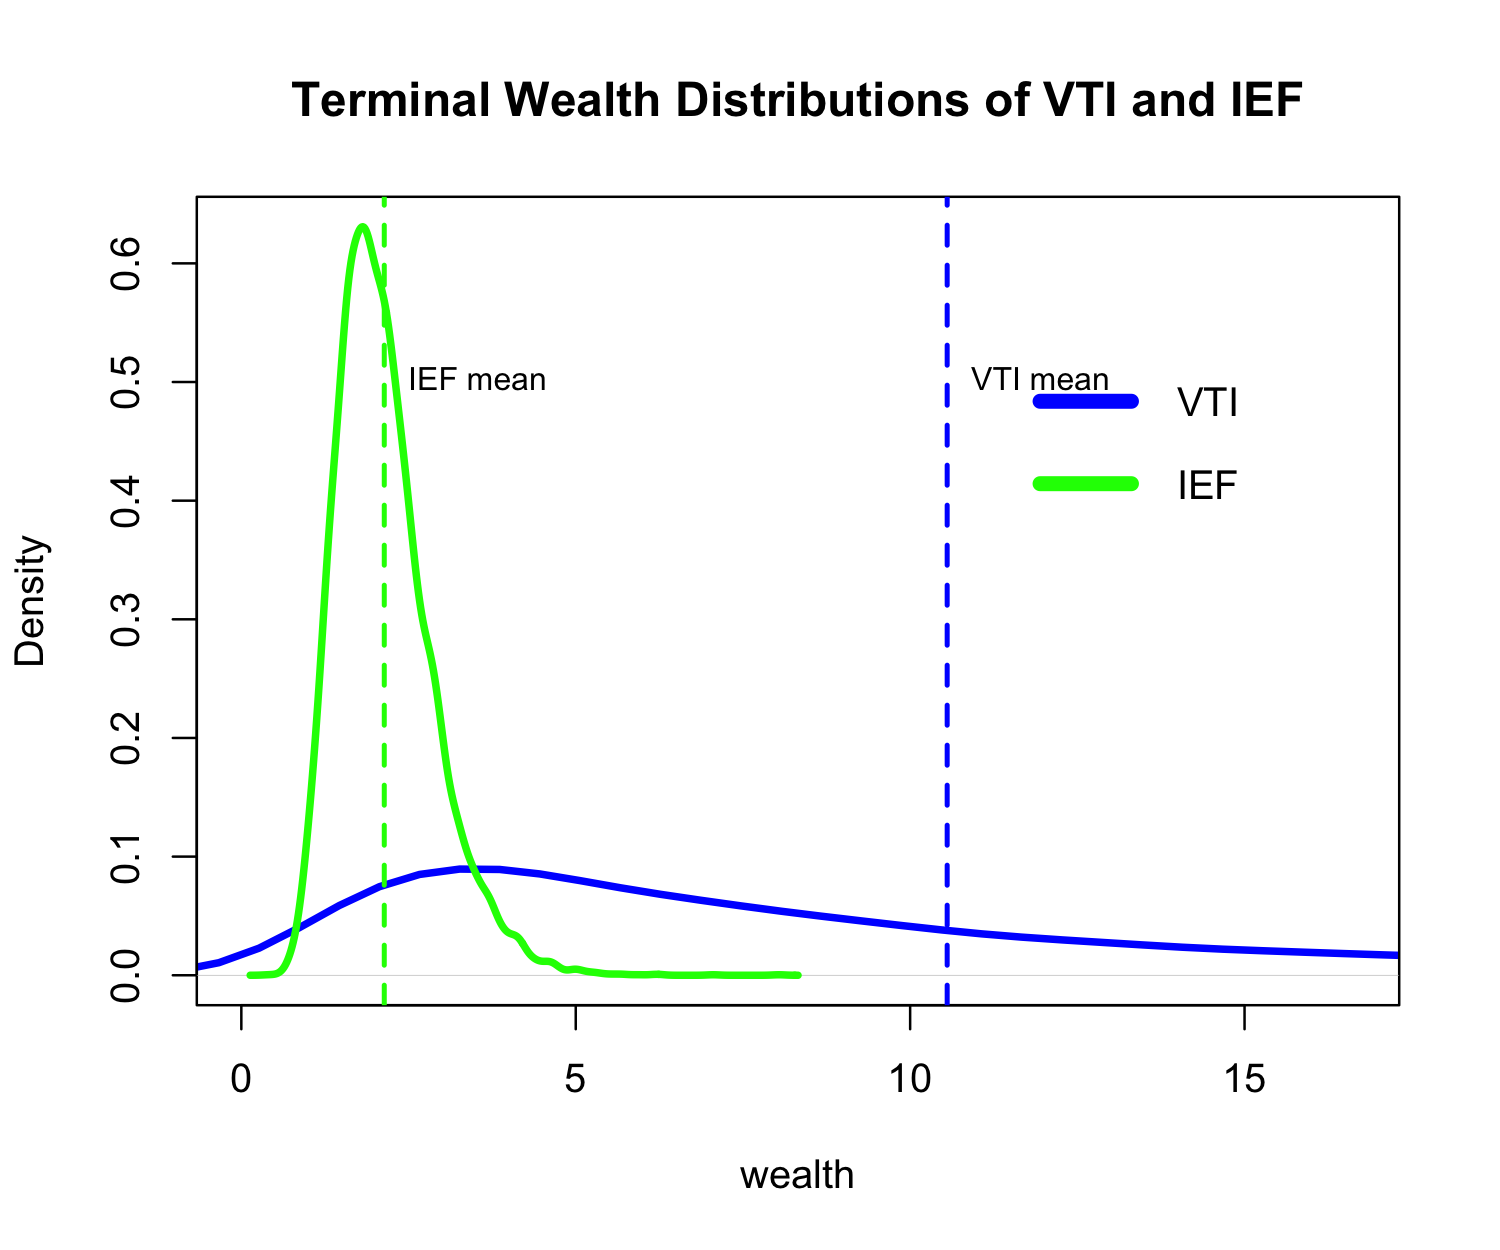 Terminal Wealth Distributions of VTI and IEF
Density
0.6
0.5
0.4
0.3
0.2
0.1
0.0
IEF mean
VTI mean
VTI
IEF
0 5 10 15
wealth